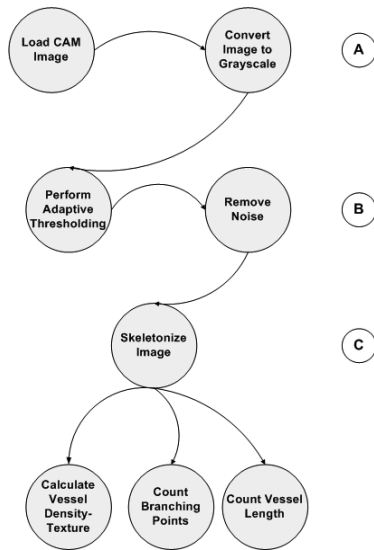 Load CAM
Image
Convert
Image to
Grayscale
A
Perform
Adaptive
Thresholding
Remove
Noise
B
Skeletonize
Image
C
Calculate
Vessel
Density-
Texture
Count
Branching
Points
Count Vessel
Length